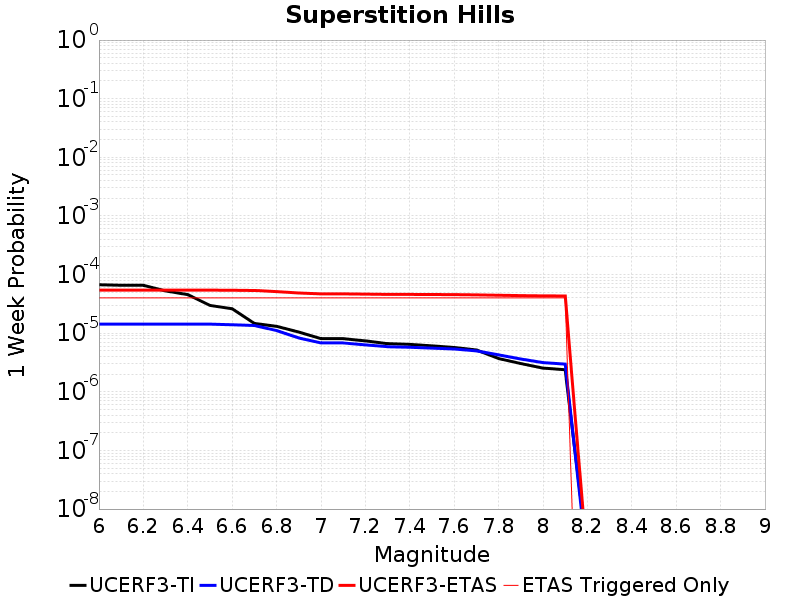 Superstition Hills
1 Week Probability
10^0
10^-1
10^-2
10^-3
10^-4
10^-5
10^-6
10^-7
10^-8
6 6.2 6.4 6.6 6.8 7 7.2 7.4 7.6 7.8 8 8.2 8.4 8.6 8.8 9
Magnitude
UCERF3-TI UCERF3-TD UCERF3-ETAS ETAS Triggered Only